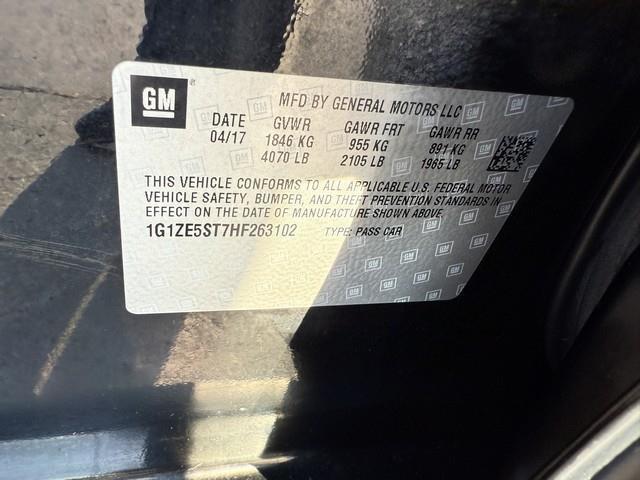 GM
MFD BY GENERAL MOTORS LLC
DATE GVWR GAWR FRT GAWR RR
04/17 1846 KG 955 KG 891 KG
4070 LB 2105 LB 1965 LB
THIS VEHICLE CONFORMS TO ALL APPLICABLE U.S. FEDERAL MOTOR
VEHICLE SAFETY, BUMPER, AND THEFT PREVENTION STANDARDS IN
EFFECT ON THE DATE OF MANUFACTURE SHOWN ABOVE.
1G1ZE5ST7HF263102 TYPE: PASS CAR